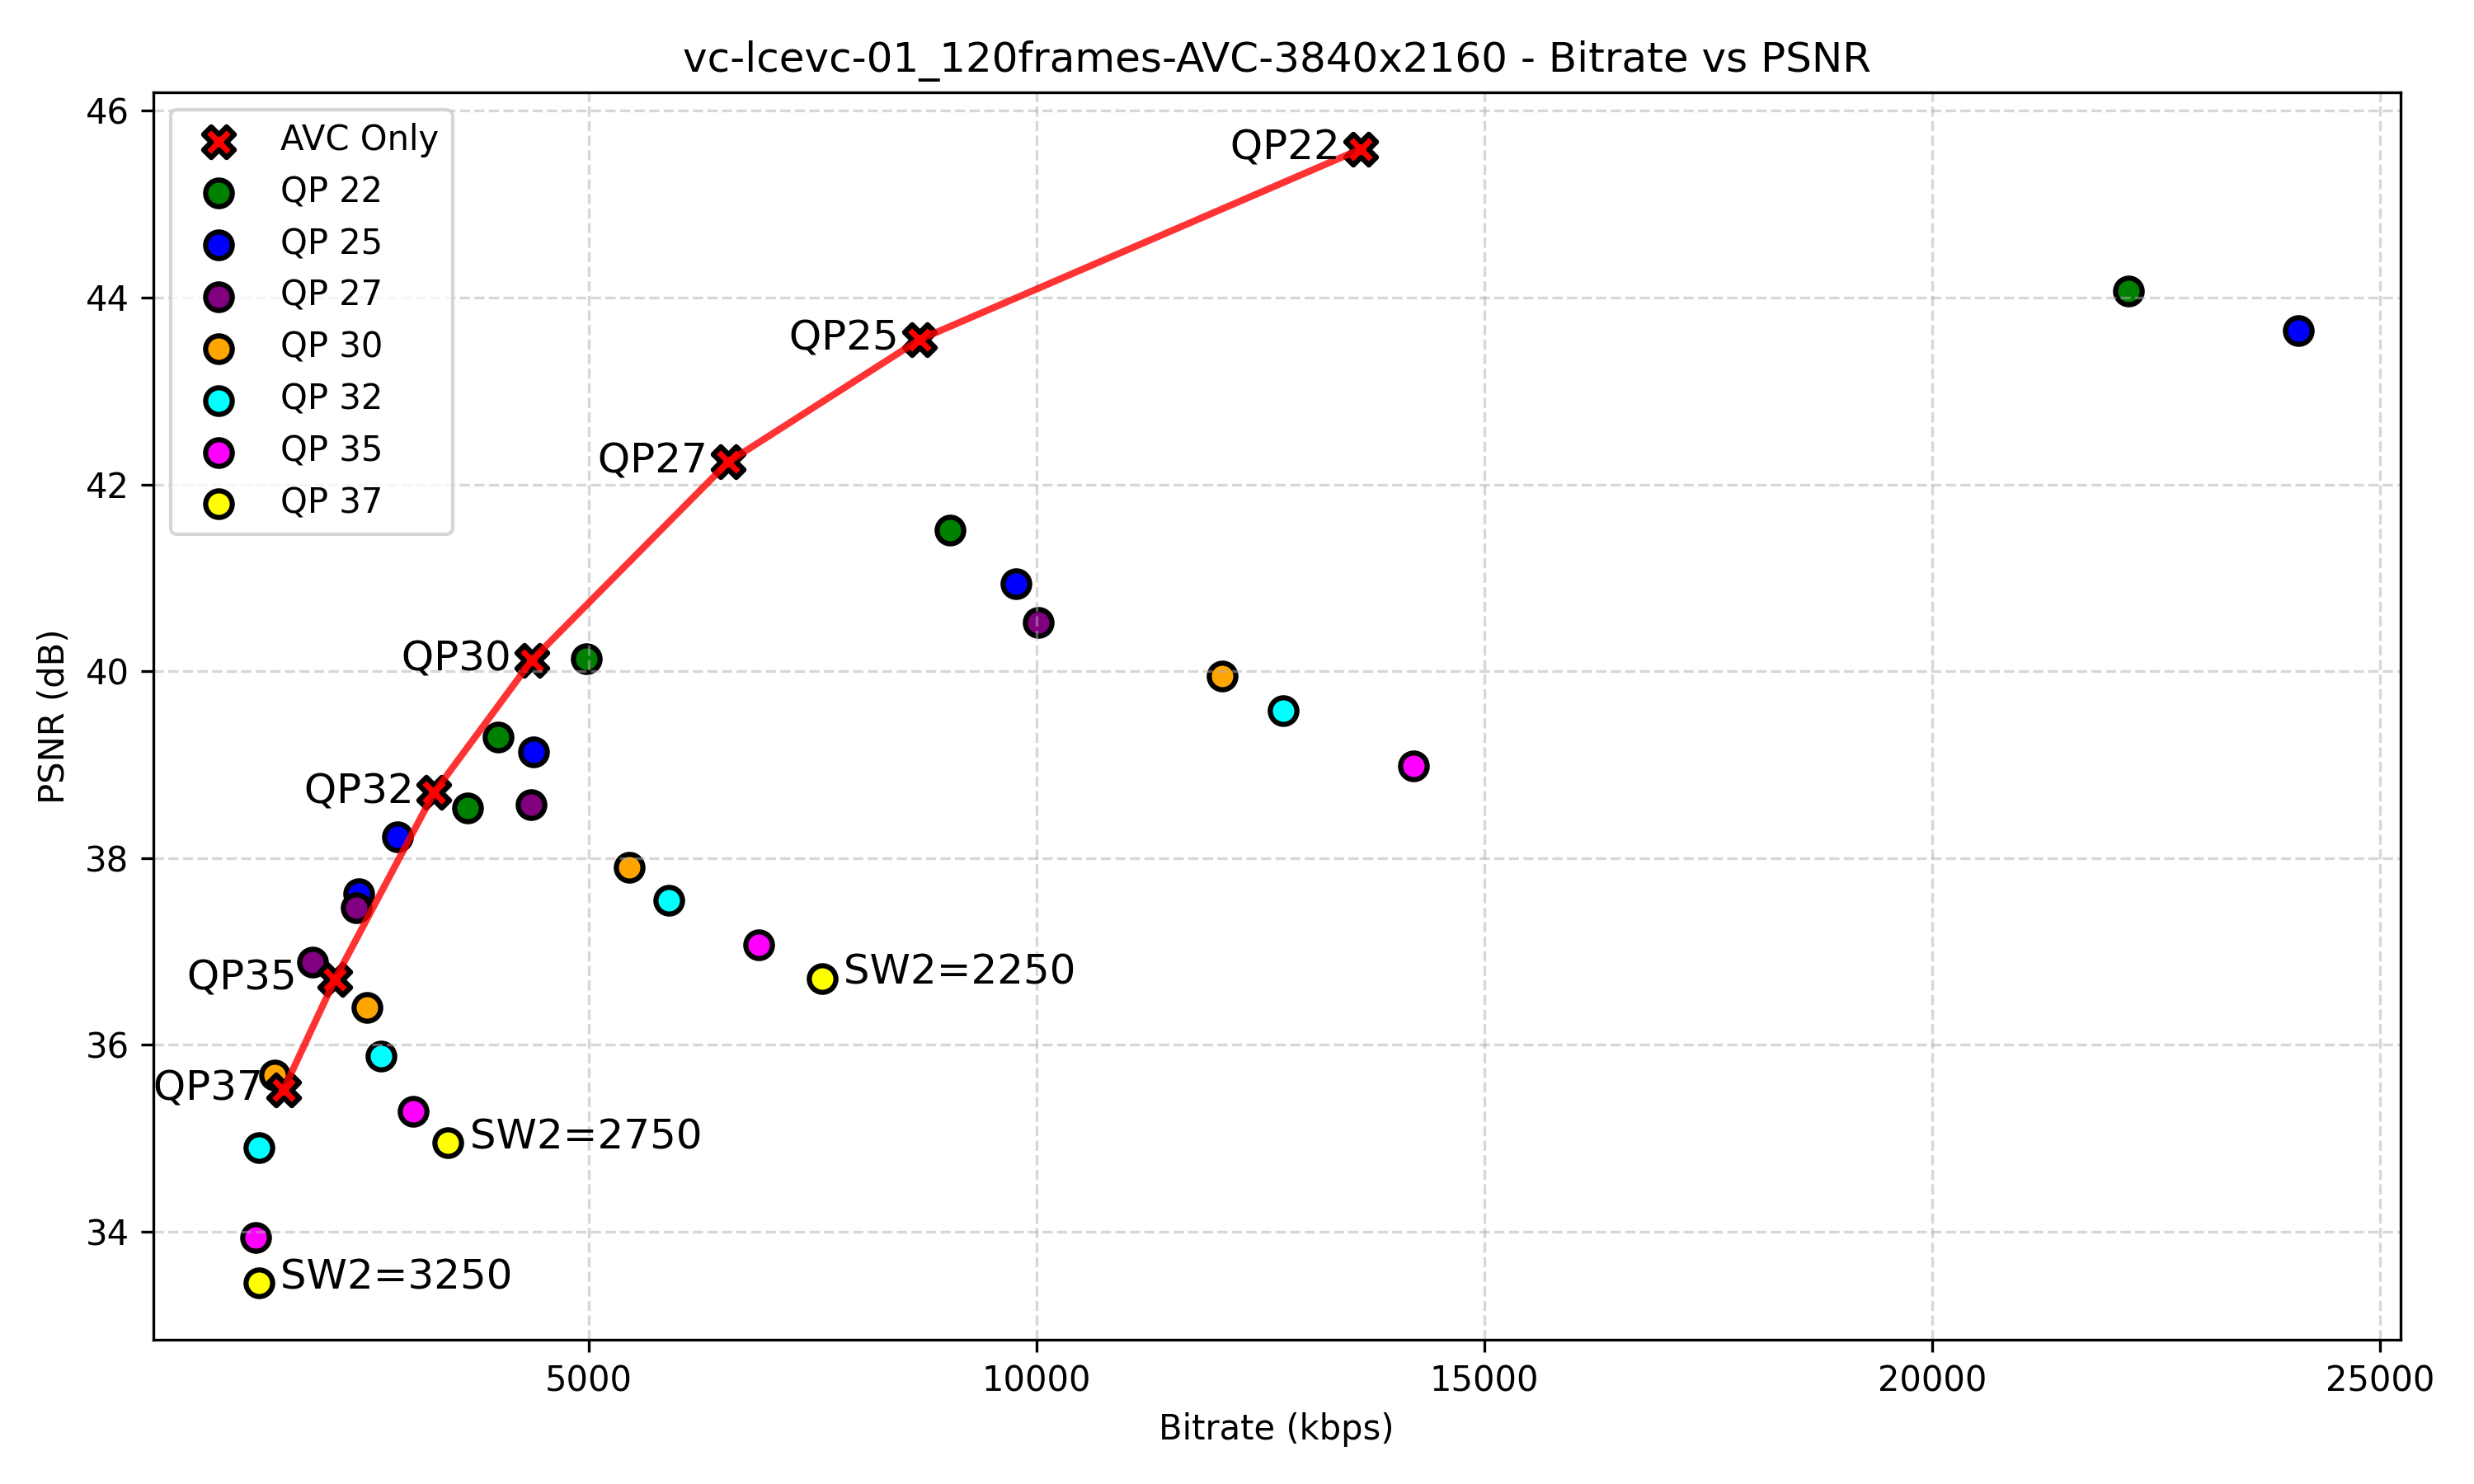 vc-lcevc-01_120frames-AVC-3840x2160 - Bitrate vs PSNR
46
44
42
40
38
36
34
PSNR (dB)
AVC Only
QP 22
QP 25
QP 27
QP 30
QP 32
QP 35
QP 37
QP22
QP25
QP27
QP30
QP32
QP35
QP37
SW2=2250
SW2=2750
SW2=3250
5000
10000
15000
20000
25000
Bitrate (kbps)